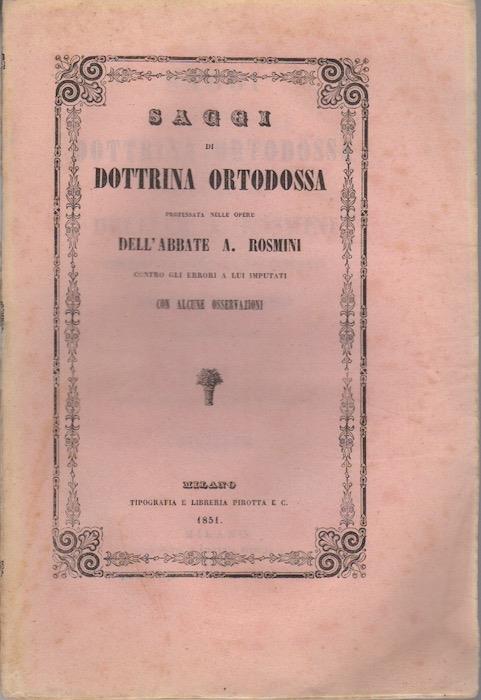 SAGGI
DI
DOTTRINA ORTODOSSA
PROFESSATA NELLE OPERE
DELL'ABBATE A. ROSMINI
CONTRO GLI ERRORI A LUI IMPUTATI
CON ALCUNE OSSERVAZIONI
MILANO
TIPOGRAFIA E LIBRERIA PIROTTA E C.
1851.